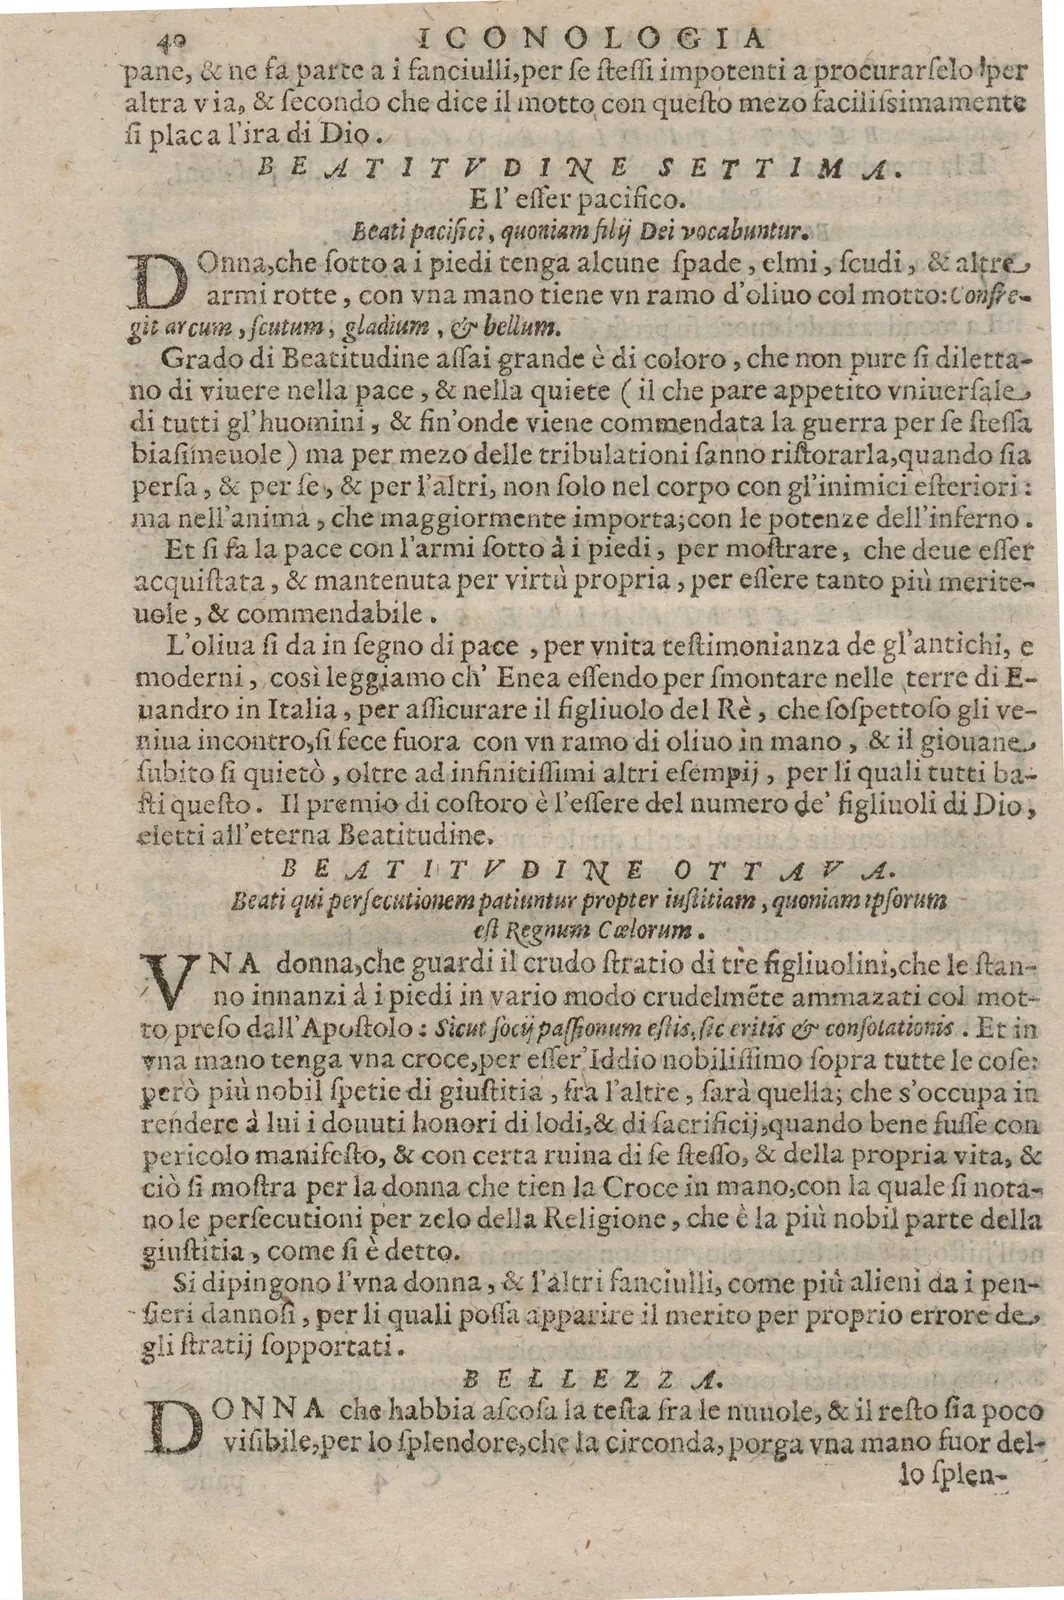 40 ICONOLOGIA
pane, & ne fa parte a i fanciulli, per ſe ſteſſi impotenti a procurarſelo per
altra via, & ſecondo che dice il motto, con queſto mezo faciliſsimamente
ſi placa l'ira di Dio.
BEATITVDINE SETTIMA.
E l' eſſer pacifico.
Beati pacifici, quoniam filij Dei vocabuntur.
DOnna, che ſotto a i piedi tenga alcune ſpade, elmi, ſcudi, & altre
armi rotte, con vna mano tiene vn ramo d'oliuo col motto: Confre-
git arcum, ſcutum, gladium, & bellum.
Grado di Beatitudine aſſai grande è di coloro, che non pure ſi diletta-
no di viuere nella pace, & nella quiete (il che pare appetito vniuerſale
di tutti gl'huomini, & fin'onde viene commendata la guerra per ſe ſteſſa
biaſimeuole) ma per mezo delle tribulationi ſanno riſtorarla, quando ſia
perſa, & per ſe, & per l'altri, non ſolo nel corpo con gl'inimici eſteriori:
ma nell'anima, che maggiormente importa; con le potenze dell'inferno.
Et ſi fa la pace con l'armi ſotto à i piedi, per moſtrare, che deue eſſer
acquiſtata, & mantenuta per virtù propria, per eſſere tanto più merite-
uole, & commendabile.
L'oliua ſi da in ſegno di pace, per vnita teſtimonianza de gl'antichi, e
moderni, così leggiamo ch' Enea eſſendo per ſmontare nelle terre di E-
uandro in Italia, per aſſicurare il figliuolo del Rè, che ſoſpettoſo gli ve-
niua incontro, ſi fece fuora con vn ramo di oliuo in mano, & il giouane
ſubito ſi quietò, oltre ad infinitiſſimi altri eſempij, per li quali tutti ba-
ſti queſto. Il premio di coſtoro è l'eſſere del numero de' figliuoli di Dio,
eletti all'eterna Beatitudine.
BEATITVDINE OTTAVA.
Beati qui perſecutionem patiuntur propter iuſtitiam, quoniam ipſorum
eſt Regnum Cœlorum.
VNA donna, che guardi il crudo ſtratio di trè figliuolini, che le ſtan-
no innanzi à i piedi in vario modo crudelmẽte ammazati col mot-
to preſo dall'Apoſtolo: Sicut ſocij paſſionum eſtis, ſic eritis & conſolationis. Et in
vna mano tenga vna croce, per eſſer' Iddio nobiliſſimo ſopra tutte le coſe:
però più nobil ſpetie di giuſtitia, fra l'altre, ſarà quella; che s'occupa in
rendere à lui i douuti honori di lodi, & di ſacrificij, quando bene fuſſe con
pericolo manifeſto, & con certa ruina di ſe ſteſſo, & della propria vita, &
ciò ſi moſtra per la donna che tien la Croce in mano, con la quale ſi nota-
no le perſecutioni per zelo della Religione, che è la più nobil parte della
giuſtitia, come ſi è detto.
Si dipingono l'vna donna, & l'altri fanciulli, come più alieni da i pen-
ſieri dannoſi, per li quali poſſa apparire il merito per proprio errore de
gli ſtratij ſopportati.
BELLEZZA.
DONNA che habbia aſcoſa la teſta fra le nuuole, & il reſto ſia poco
viſibile, per lo ſplendore, che la circonda, porga vna mano fuor del-
lo ſplen-